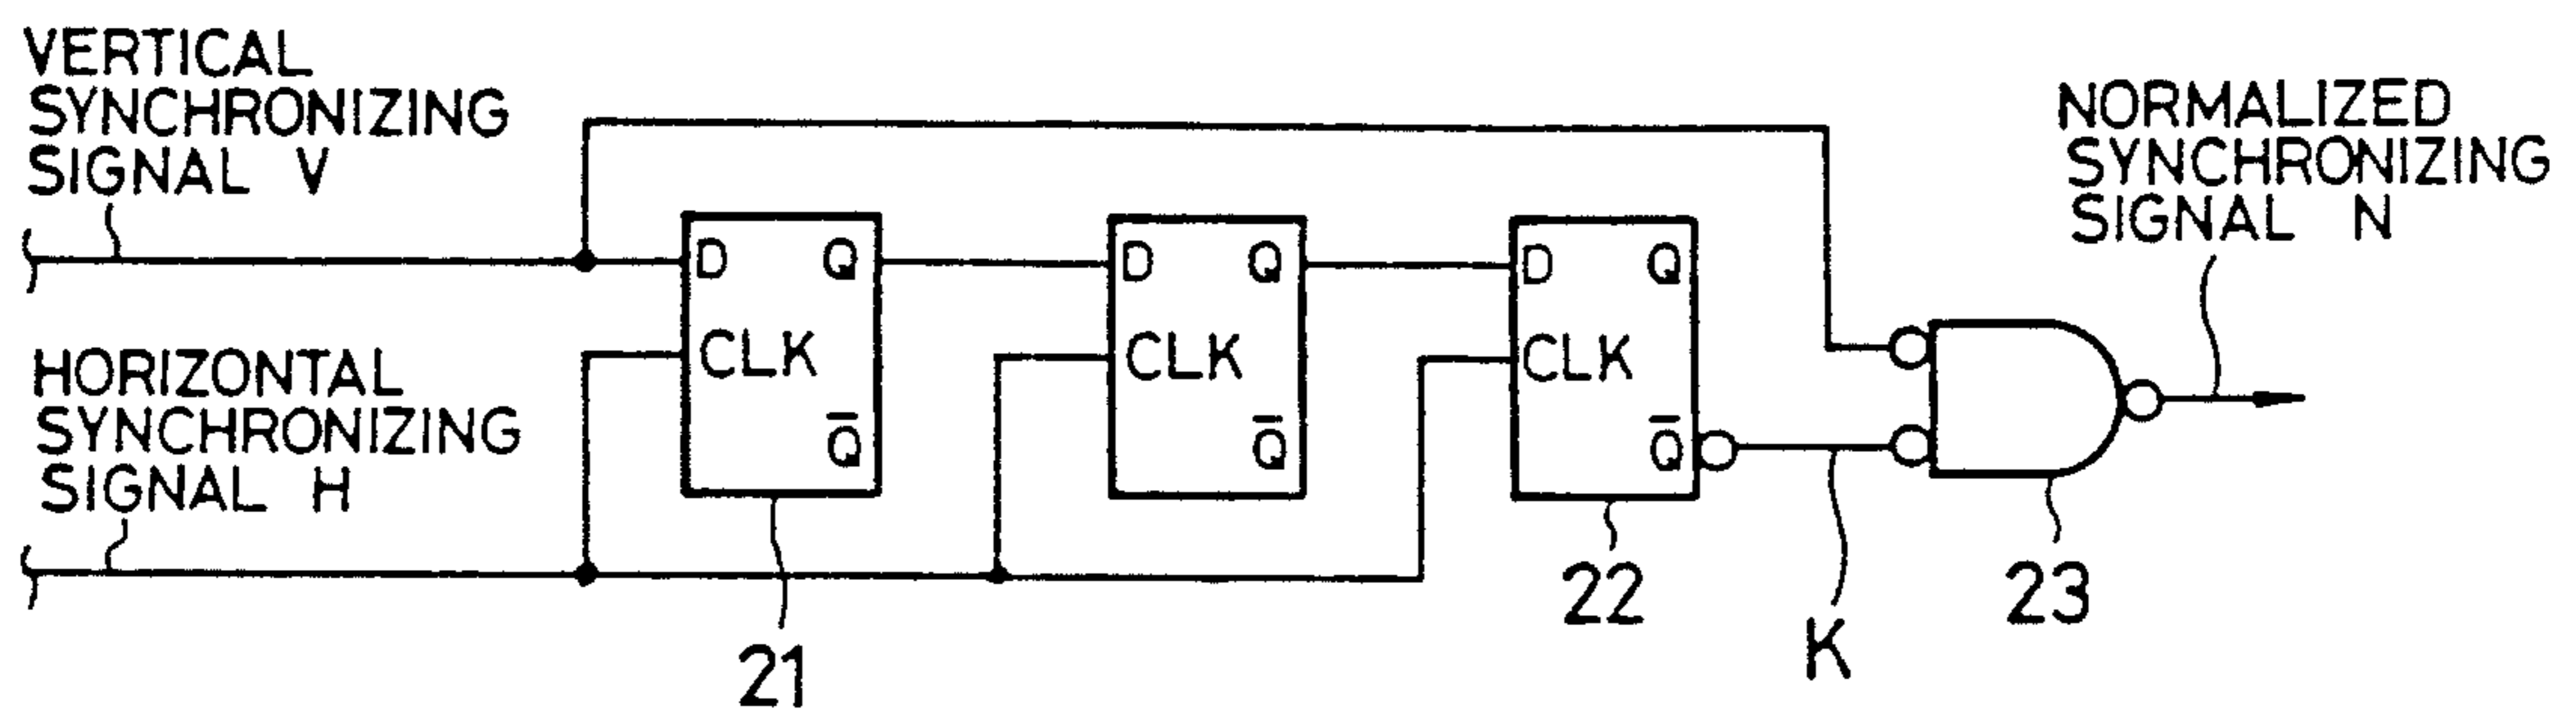 VERTICAL
SYNCHRONIZING
SIGNAL V
NORMALIZED
SYNCHRONIZING
SIGNAL N
D Q
CLK
Q̅
D Q
CLK
Q̅
D Q
CLK
Q̅
HORIZONTAL
SYNCHRONIZING
SIGNAL H
21
22
K
23